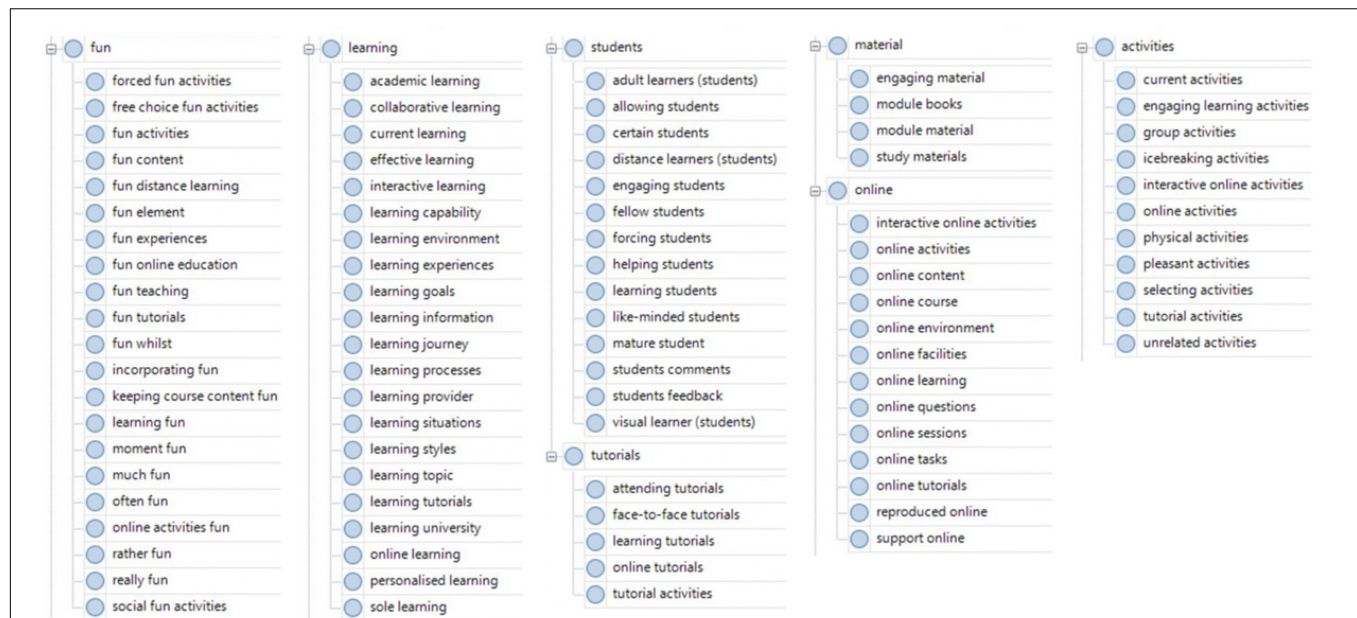 fun
forced fun activities
free choice fun activities
fun activities
fun content
fun distance learning
fun element
fun experiences
fun online education
fun teaching
fun tutorials
fun whilst
incorporating fun
keeping course content fun
learning fun
moment fun
much fun
often fun
online activities fun
rather fun
really fun
social fun activities
learning
academic learning
collaborative learning
current learning
effective learning
interactive learning
learning capability
learning environment
learning experiences
learning goals
learning information
learning journey
learning processes
learning provider
learning situations
learning styles
learning topic
learning tutorials
learning university
online learning
personalised learning
sole learning
students
adult learners (students)
allowing students
certain students
distance learners (students)
engaging students
fellow students
forcing students
helping students
learning students
like-minded students
mature student
students comments
students feedback
visual learner (students)
tutorials
attending tutorials
face-to-face tutorials
learning tutorials
online tutorials
tutorial activities
material
engaging material
module books
module material
study materials
online
interactive online activities
online activities
online content
online course
online environment
online facilities
online learning
online questions
online sessions
online tasks
online tutorials
reproduced online
support online
activities
current activities
engaging learning activities
group activities
icebreaking activities
interactive online activities
online activities
physical activities
pleasant activities
selecting activities
tutorial activities
unrelated activities